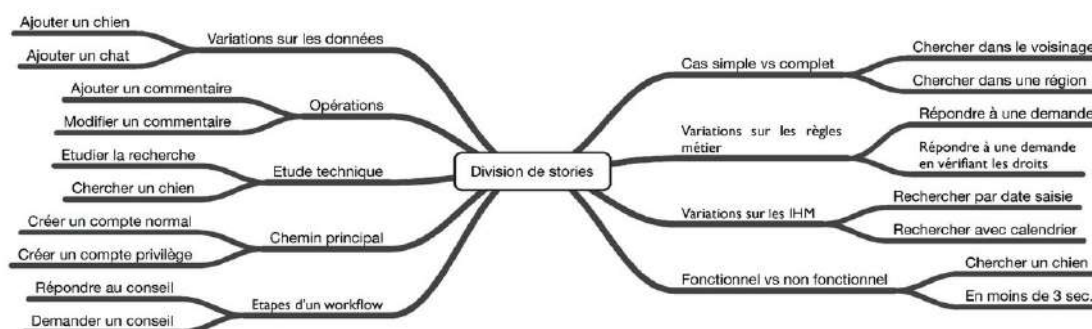 Ajouter un chien
Ajouter un chat
Variations sur les données
Ajouter un commentaire
Modifier un commentaire
Opérations
Etudier la recherche
Chercher un chien
Etude technique
Créer un compte normal
Créer un compte privilège
Chemin principal
Répondre au conseil
Demander un conseil
Etapes d'un workflow
Division de stories
Cas simple vs complet
Chercher dans le voisinage
Chercher dans une région
Variations sur les règles
métier
Répondre à une demande
Répondre à une demande
en vérifiant les droits
Variations sur les IHM
Rechercher par date saisie
Rechercher avec calendrier
Fonctionnel vs non fonctionnel
Chercher un chien
En moins de 3 sec.